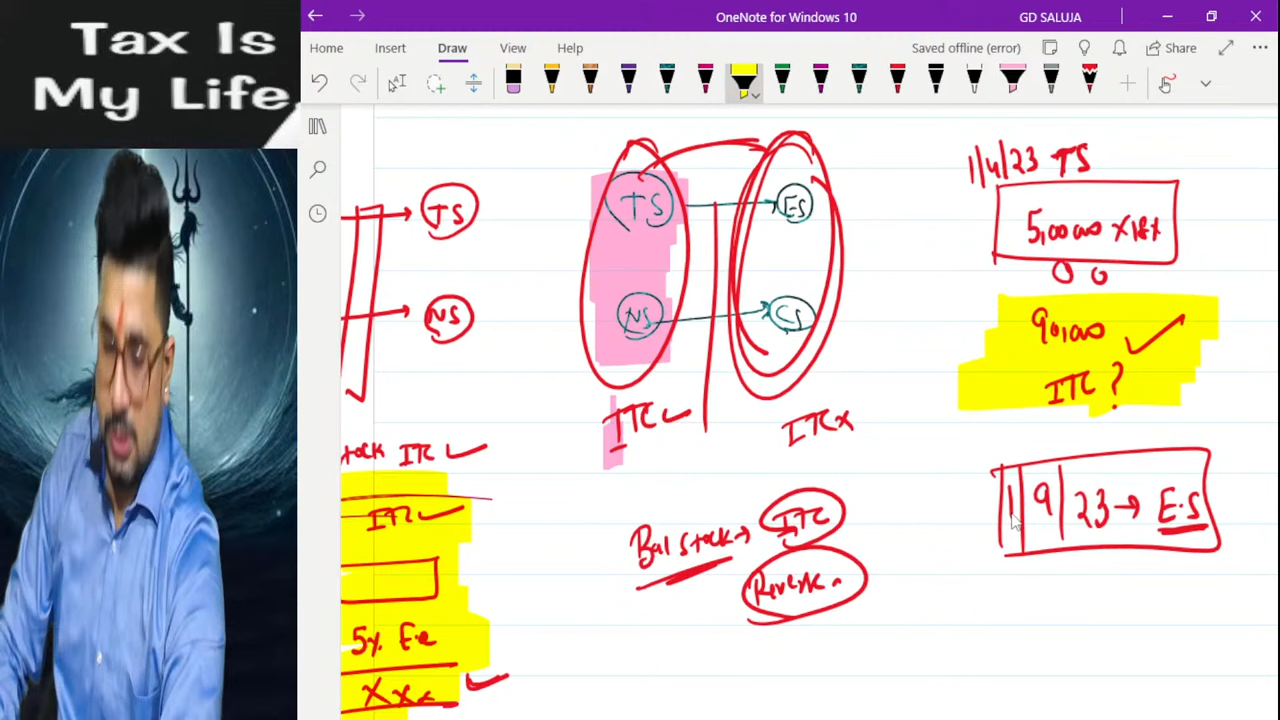 Tax Is
My Life
OneNote for Windows 10
GD SALUJA
Home Insert Draw View Help
Saved offline (error)
Share
TS
NS
TS
ES
NS
CS
ITC
ITC x
1/4/23 TS
5,00,000 x 18%
90,000
ITC ?
1/9/23 → E.S
Bal stock → ITC
Reverse
stock ITC
ITC
5% Ee
Xxx